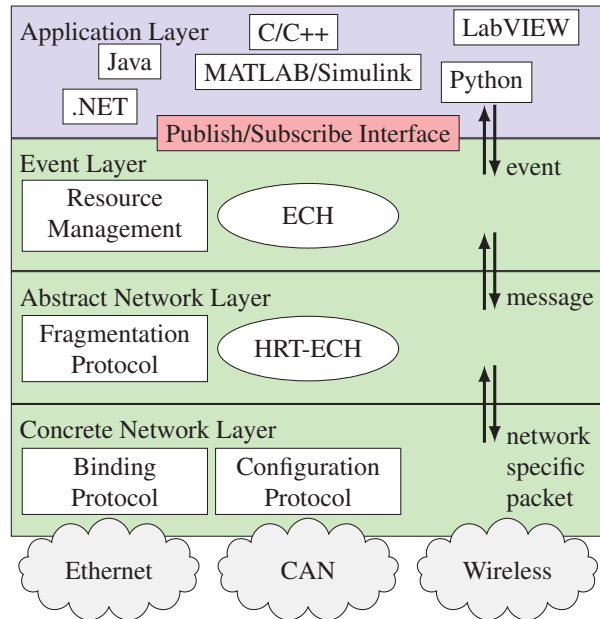 Application Layer
C/C++
LabVIEW
Java
MATLAB/Simulink
Python
.NET
Publish/Subscribe Interface
Event Layer
event
Resource
Management
ECH
Abstract Network Layer
message
Fragmentation
Protocol
HRT-ECH
Concrete Network Layer
network
specific
packet
Binding
Protocol
Configuration
Protocol
Ethernet
CAN
Wireless